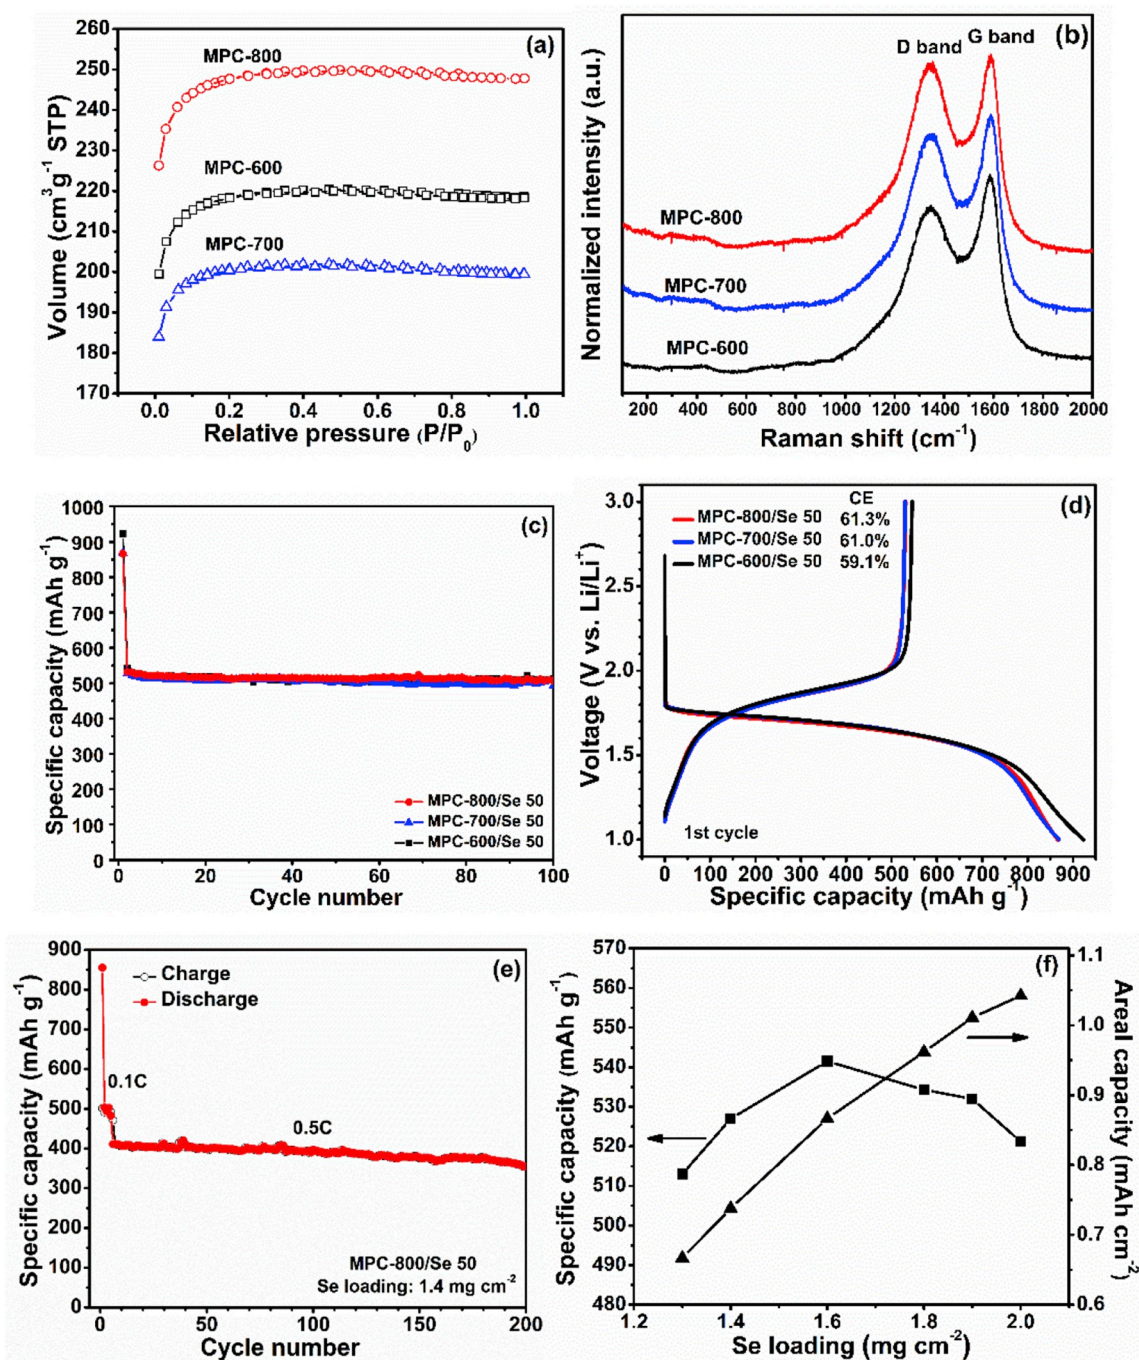 (a)
MPC-800
MPC-600
MPC-700
260
250
240
230
220
210
200
190
180
170
Volume (cm³g⁻¹ STP)
0.0 0.2 0.4 0.6 0.8 1.0
Relative pressure (P/P₀)
(b)
D band
G band
MPC-800
MPC-700
MPC-600
Normalized intensity (a.u.)
200 400 600 800 1000 1200 1400 1600 1800 2000
Raman shift (cm⁻¹)
(c)
1000
900
800
700
600
500
400
300
200
100
0
Specific capacity (mAh g⁻¹)
MPC-800/Se 50
MPC-700/Se 50
MPC-600/Se 50
0 20 40 60 80 100
Cycle number
(d)
CE
MPC-800/Se 50 61.3%
MPC-700/Se 50 61.0%
MPC-600/Se 50 59.1%
3.0
2.5
2.0
1.5
1.0
Voltage (V vs. Li/Li⁺)
1st cycle
0 100 200 300 400 500 600 700 800 900
Specific capacity (mAh g⁻¹)
(e)
Charge
Discharge
900
800
700
600
500
400
300
200
100
0
Specific capacity (mAh g⁻¹)
0.1C
0.5C
MPC-800/Se 50
Se loading: 1.4 mg cm⁻²
0 50 100 150 200
Cycle number
(f)
570
560
550
540
530
520
510
500
490
480
Specific capacity (mAh g⁻¹)
1.1
1.0
0.9
0.8
0.7
0.6
Areal capacity (mAh cm⁻²)
1.2 1.4 1.6 1.8 2.0
Se loading (mg cm⁻²)